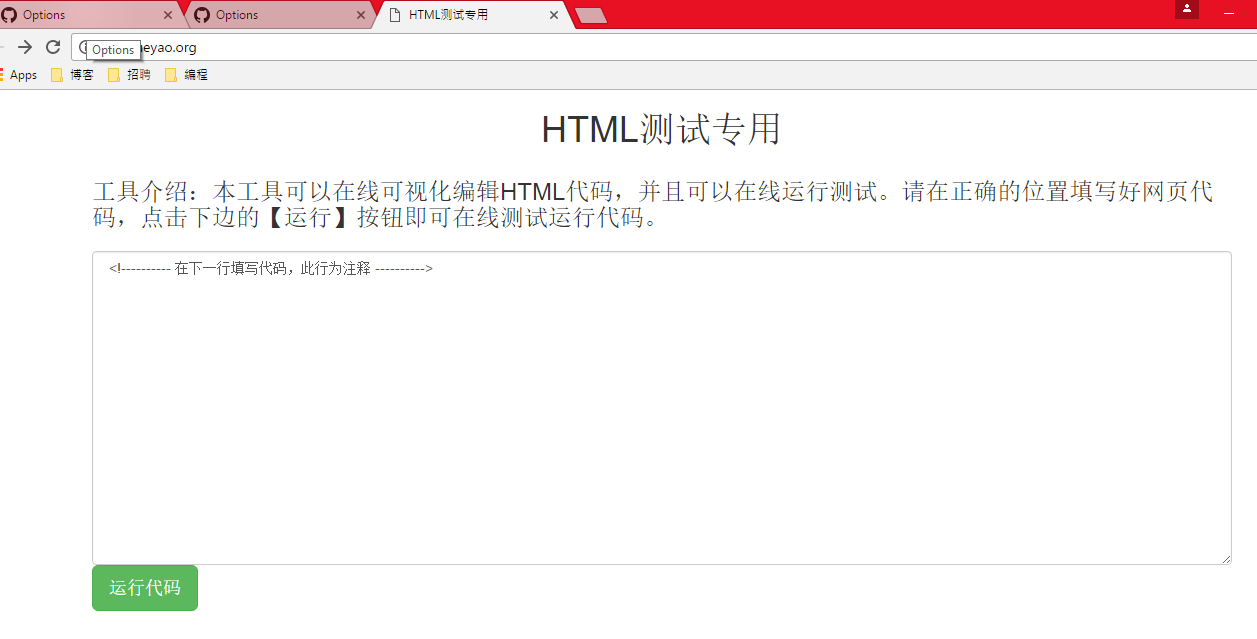 Options
Options
HTML测试专用
Options
eyao.org
Apps
博客
招聘
编程
HTML测试专用
工具介绍：本工具可以在线可视化编辑HTML代码，并且可以在线运行测试。请在正确的位置填写好网页代
码，点击下边的【运行】按钮即可在线测试运行代码。
<!---------- 在下一行填写代码，此行为注释 ---------->
运行代码